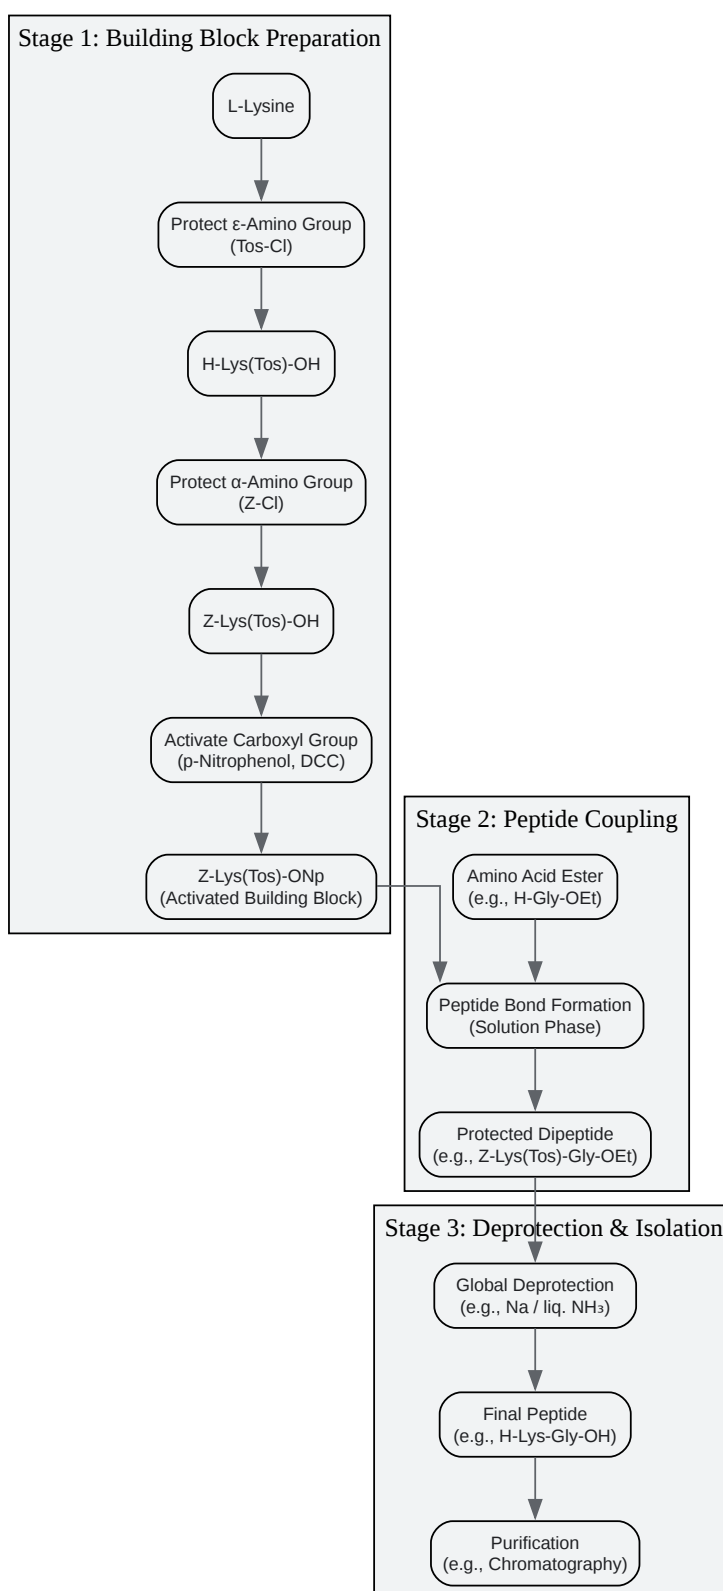 Stage 1: Building Block Preparation
L-Lysine
Protect ε-Amino Group
(Tos-Cl)
H-Lys(Tos)-OH
Protect α-Amino Group
(Z-Cl)
Z-Lys(Tos)-OH
Activate Carboxyl Group
(p-Nitrophenol, DCC)
Z-Lys(Tos)-ONp
(Activated Building Block)
Stage 2: Peptide Coupling
Amino Acid Ester
(e.g., H-Gly-OEt)
Peptide Bond Formation
(Solution Phase)
Protected Dipeptide
(e.g., Z-Lys(Tos)-Gly-OEt)
Stage 3: Deprotection & Isolation
Global Deprotection
(e.g., Na / liq. NH₃)
Final Peptide
(e.g., H-Lys-Gly-OH)
Purification
(e.g., Chromatography)